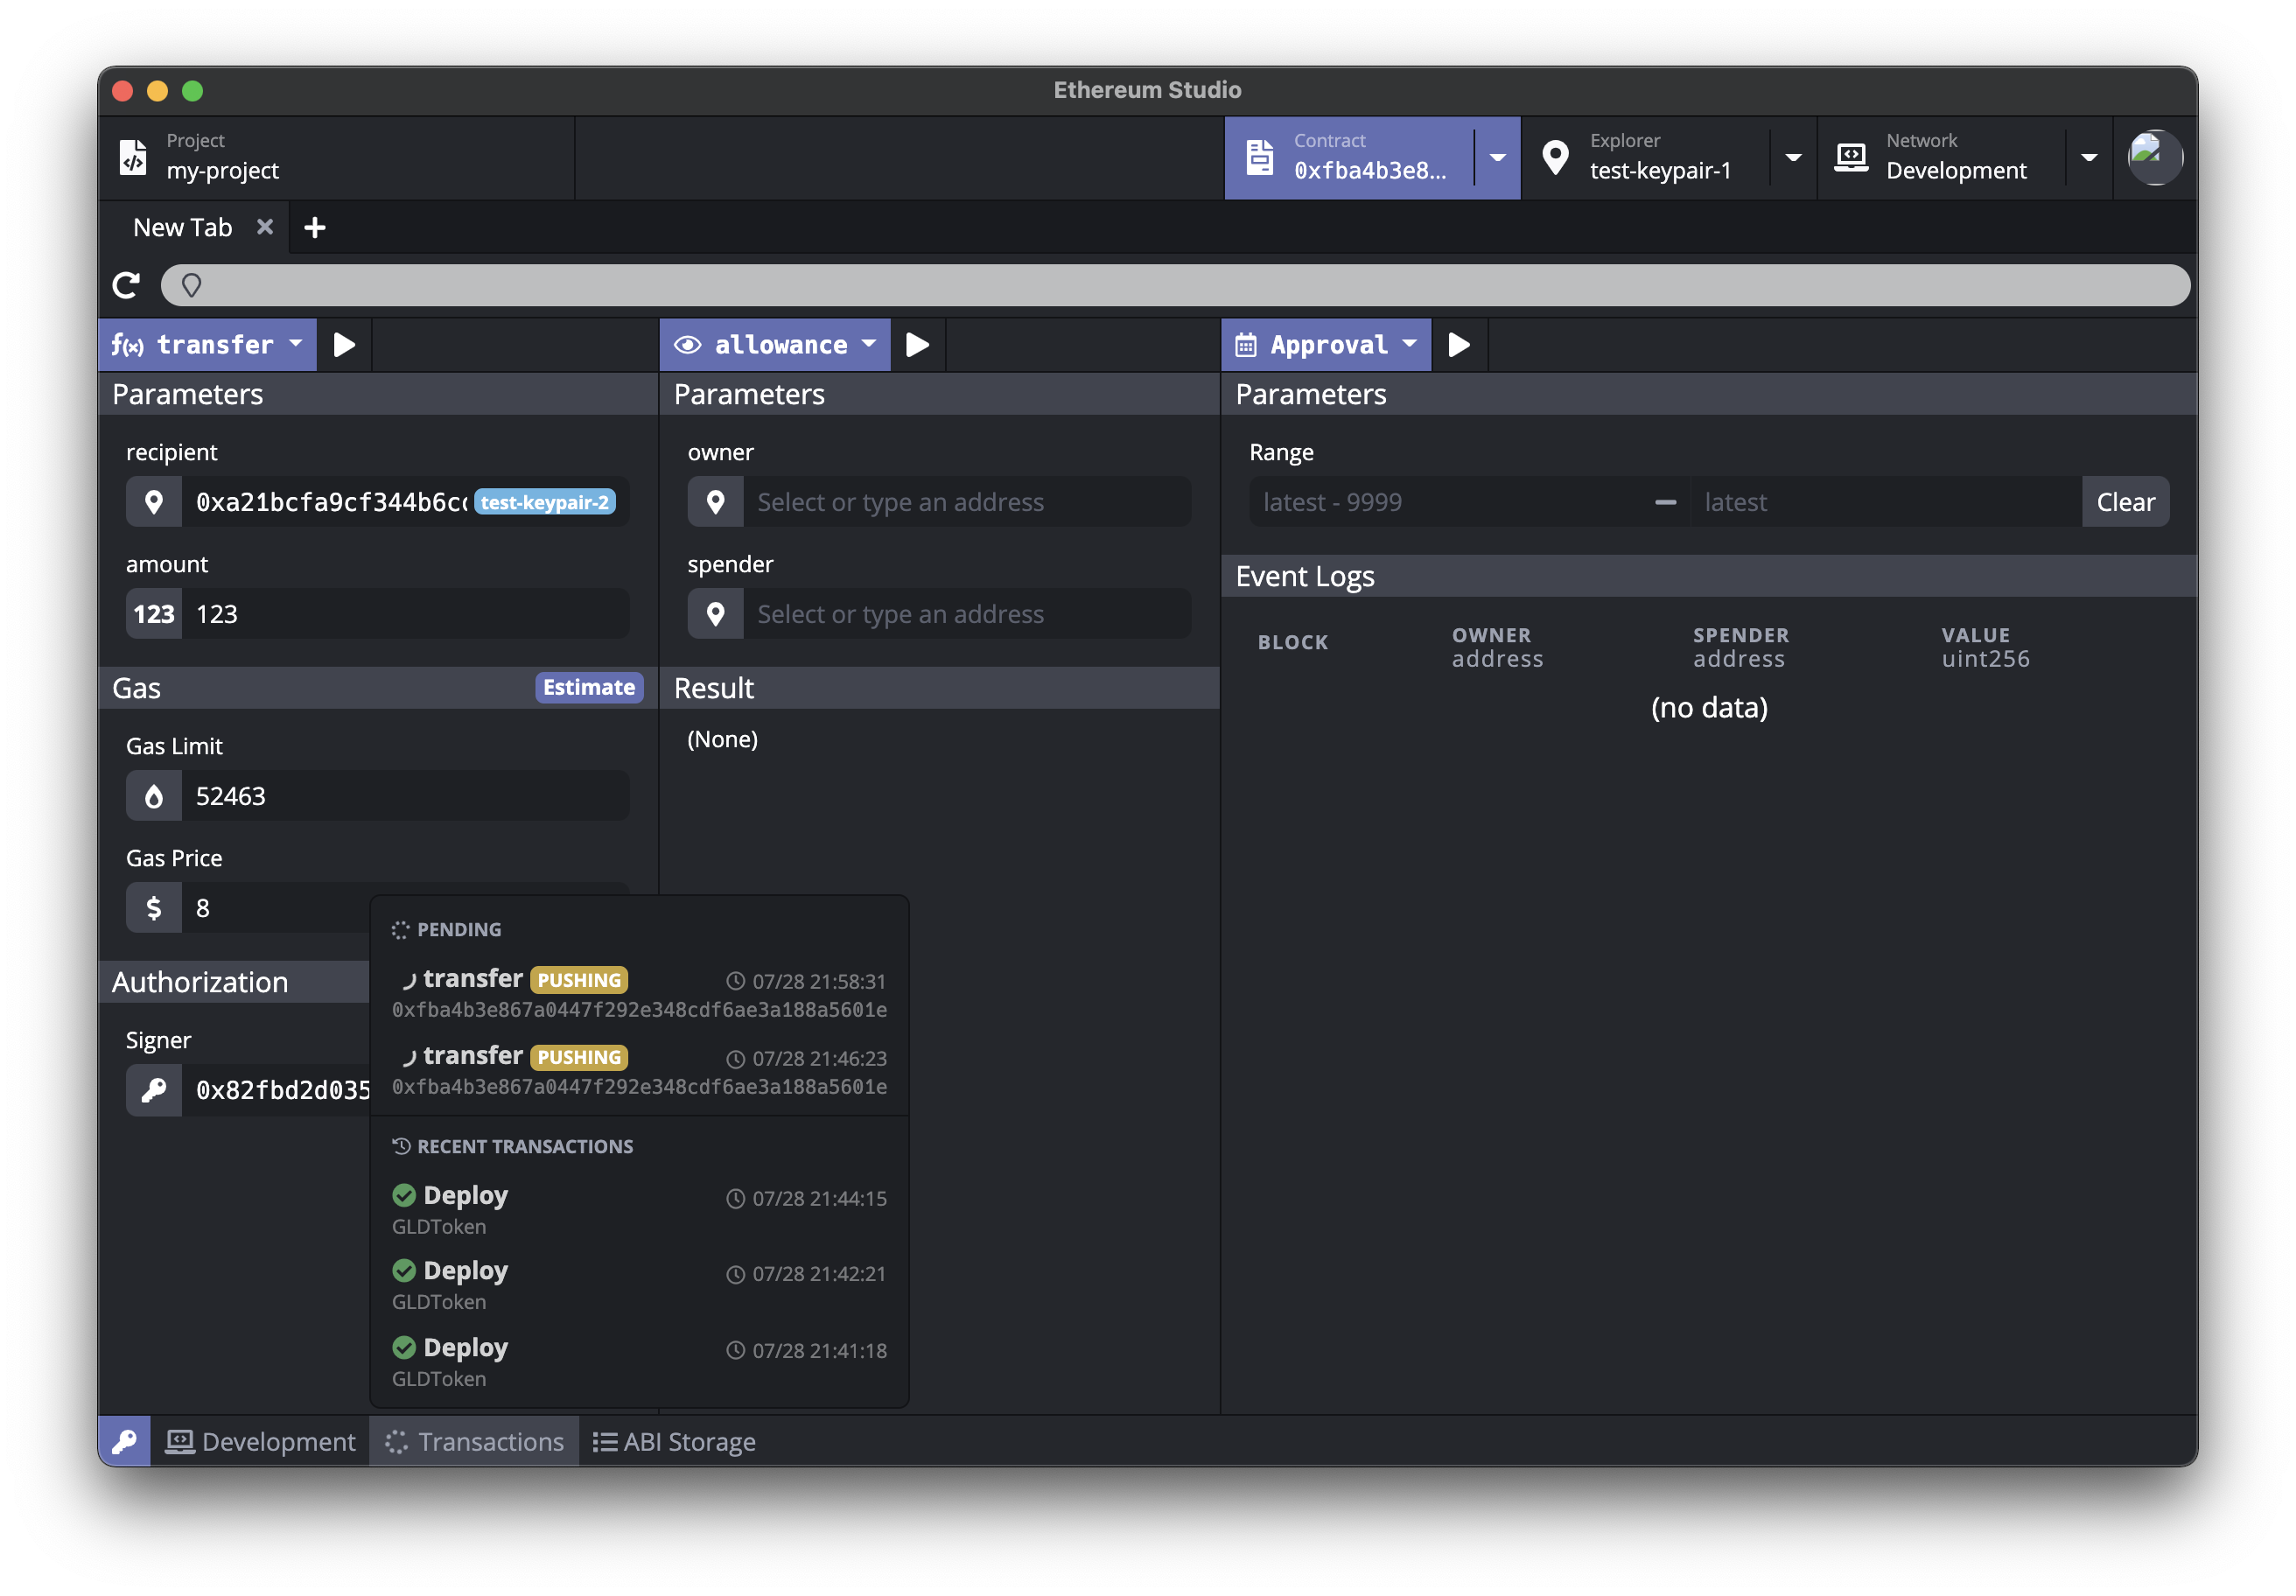 Ethereum Studio
Project
my-project
Contract
0xfba4b3e8...
Explorer
test-keypair-1
Network
Development
New Tab
f(x) transfer
allowance
Approval
Parameters
recipient
0xa21bcfa9cf344b6cc test-keypair-2
amount
123 123
Gas Estimate
Gas Limit
52463
Gas Price
$ 8
Authorization
Signer
0x82fbd2d035
Parameters
owner
Select or type an address
spender
Select or type an address
Result
(None)
Parameters
Range
latest - 9999 — latest Clear
Event Logs
BLOCK
OWNER
address
SPENDER
address
VALUE
uint256
(no data)
PENDING
transfer PUSHING 07/28 21:58:31
0xfba4b3e867a0447f292e348cdf6ae3a188a5601e
transfer PUSHING 07/28 21:46:23
0xfba4b3e867a0447f292e348cdf6ae3a188a5601e
RECENT TRANSACTIONS
Deploy 07/28 21:44:15
GLDToken
Deploy 07/28 21:42:21
GLDToken
Deploy 07/28 21:41:18
GLDToken
Development
Transactions
ABI Storage